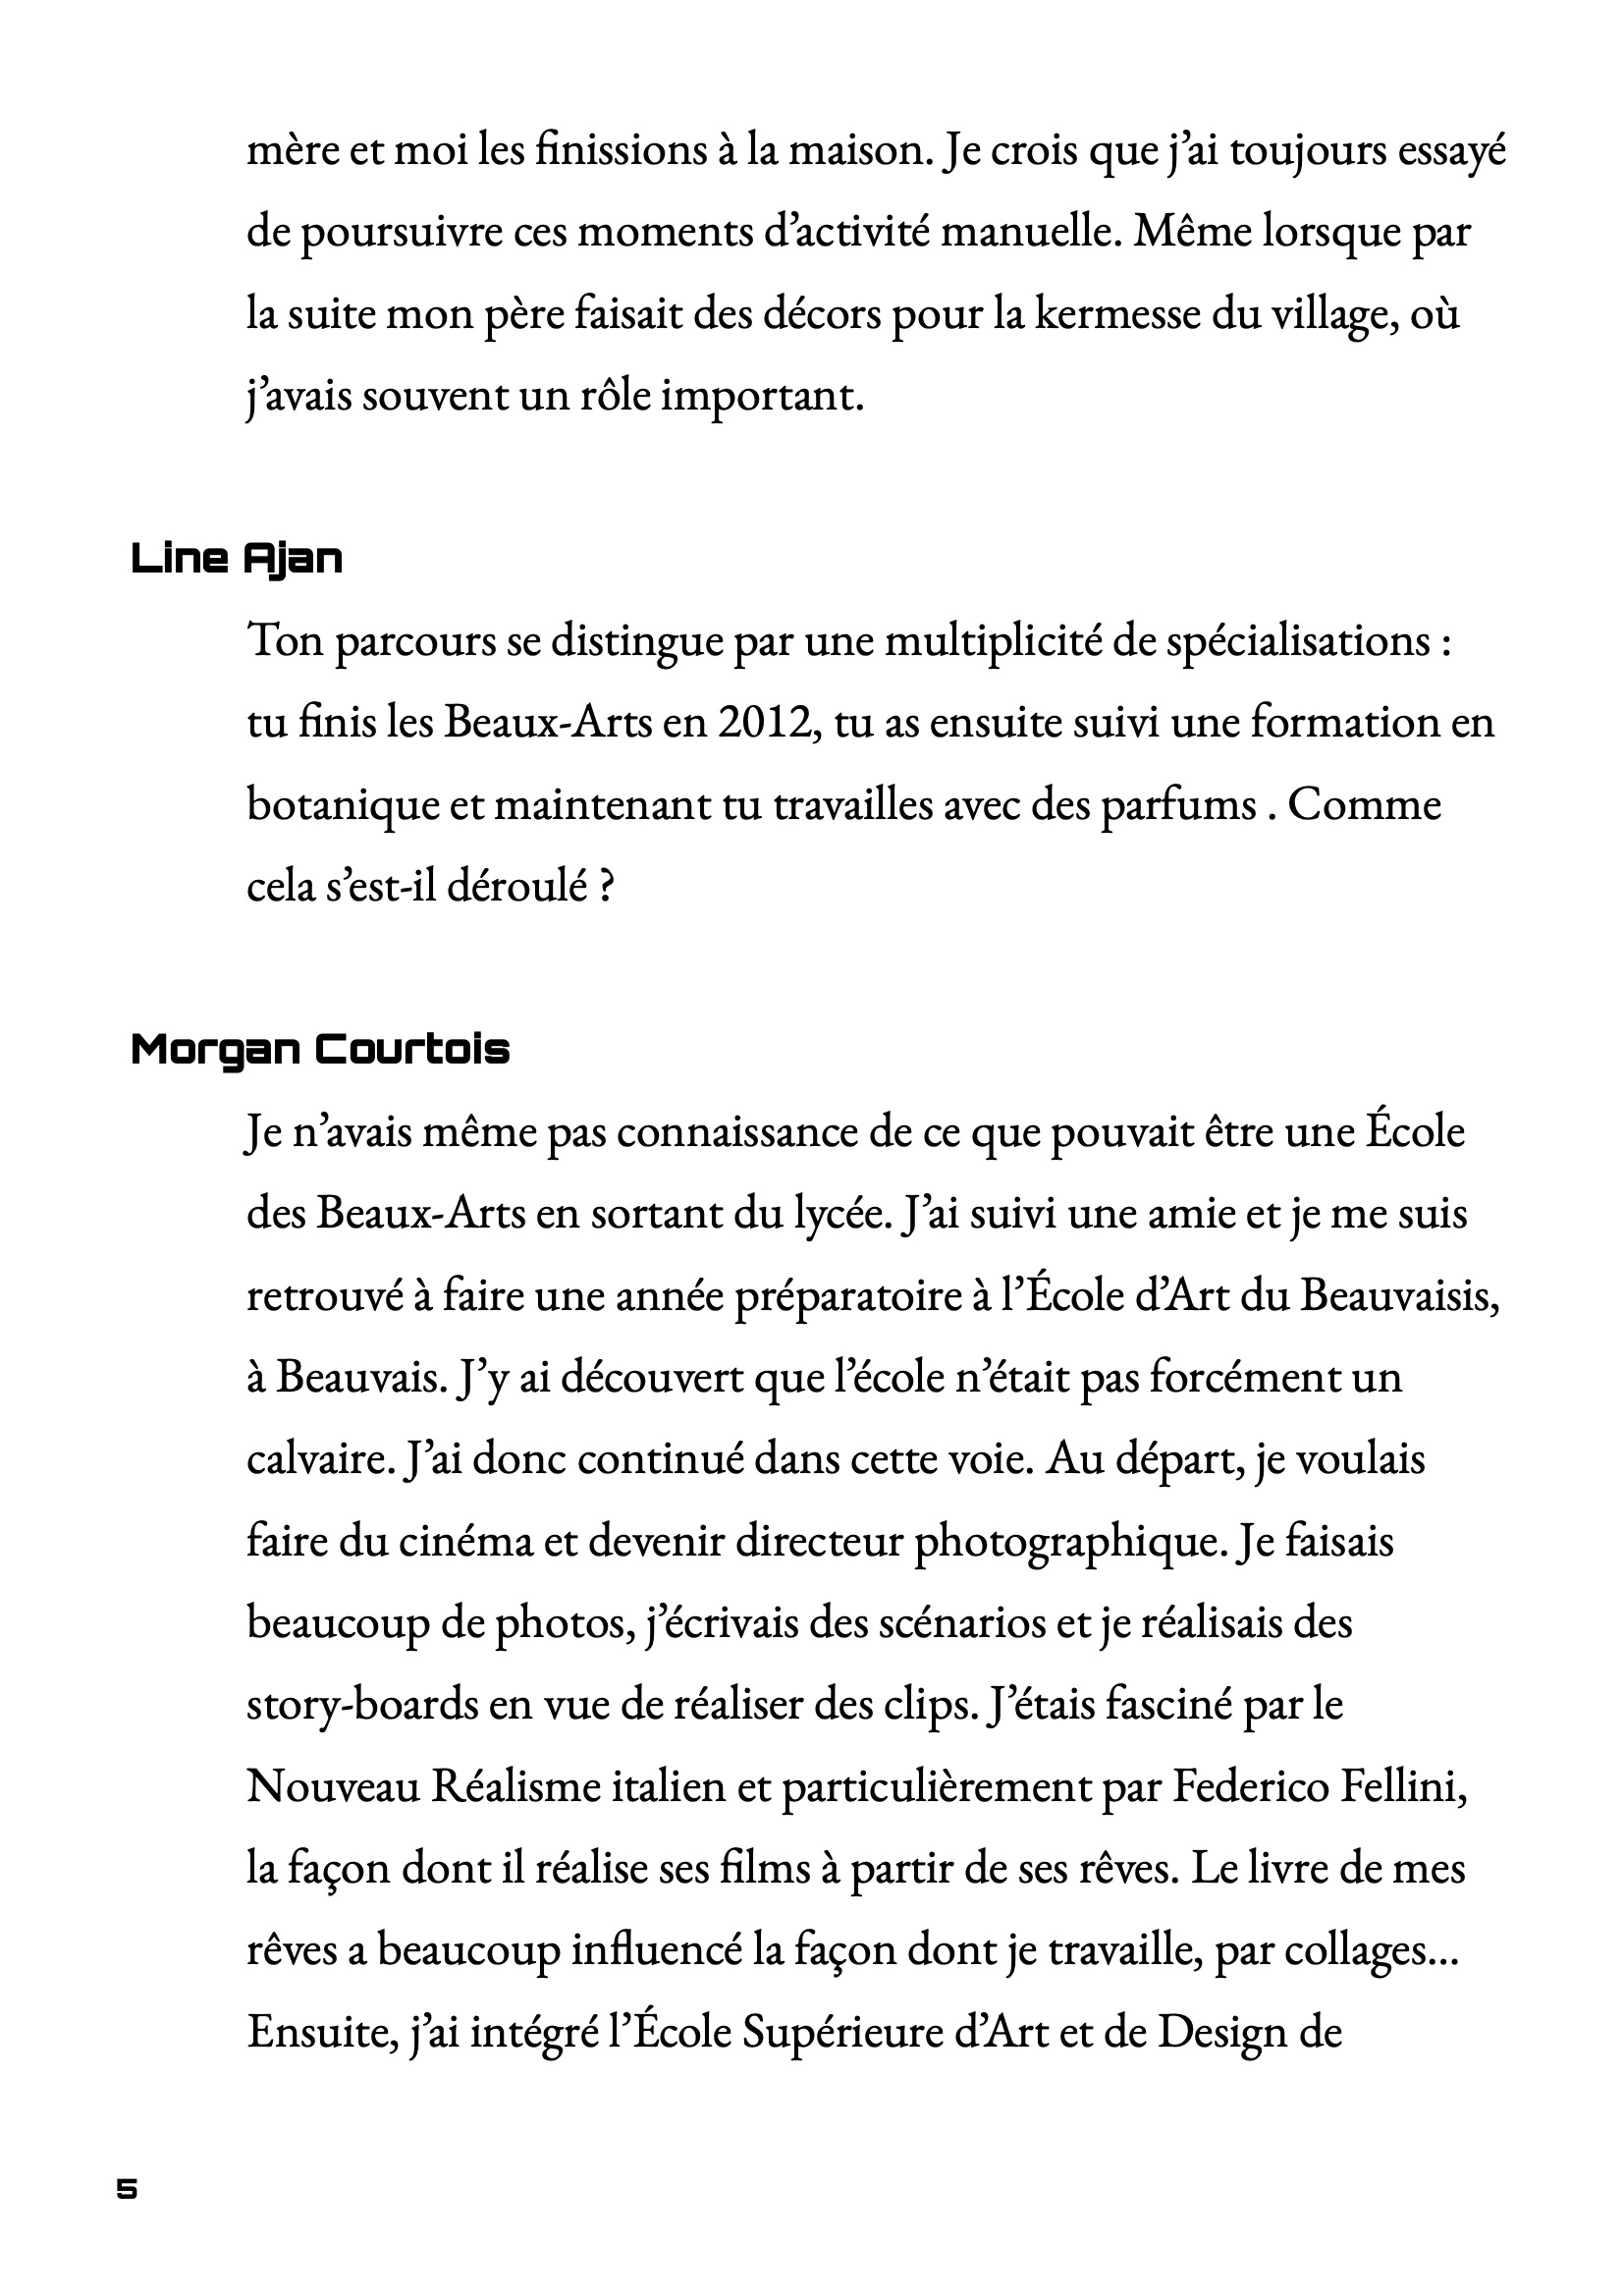 mère et moi les finissions à la maison. Je crois que j’ai toujours essayé
de poursuivre ces moments d’activité manuelle. Même lorsque par
la suite mon père faisait des décors pour la kermesse du village, où
j’avais souvent un rôle important.
Line Ajan
Ton parcours se distingue par une multiplicité de spécialisations :
tu finis les Beaux-Arts en 2012, tu as ensuite suivi une formation en
botanique et maintenant tu travailles avec des parfums . Comme
cela s’est-il déroulé ?
Morgan Courtois
Je n’avais même pas connaissance de ce que pouvait être une École
des Beaux-Arts en sortant du lycée. J’ai suivi une amie et je me suis
retrouvé à faire une année préparatoire à l’École d’Art du Beauvaisis,
à Beauvais. J’y ai découvert que l’école n’était pas forcément un
calvaire. J’ai donc continué dans cette voie. Au départ, je voulais
faire du cinéma et devenir directeur photographique. Je faisais
beaucoup de photos, j’écrivais des scénarios et je réalisais des
story-boards en vue de réaliser des clips. J’étais fasciné par le
Nouveau Réalisme italien et particulièrement par Federico Fellini,
la façon dont il réalise ses films à partir de ses rêves. Le livre de mes
rêves a beaucoup influencé la façon dont je travaille, par collages...
Ensuite, j’ai intégré l’École Supérieure d’Art et de Design de
5